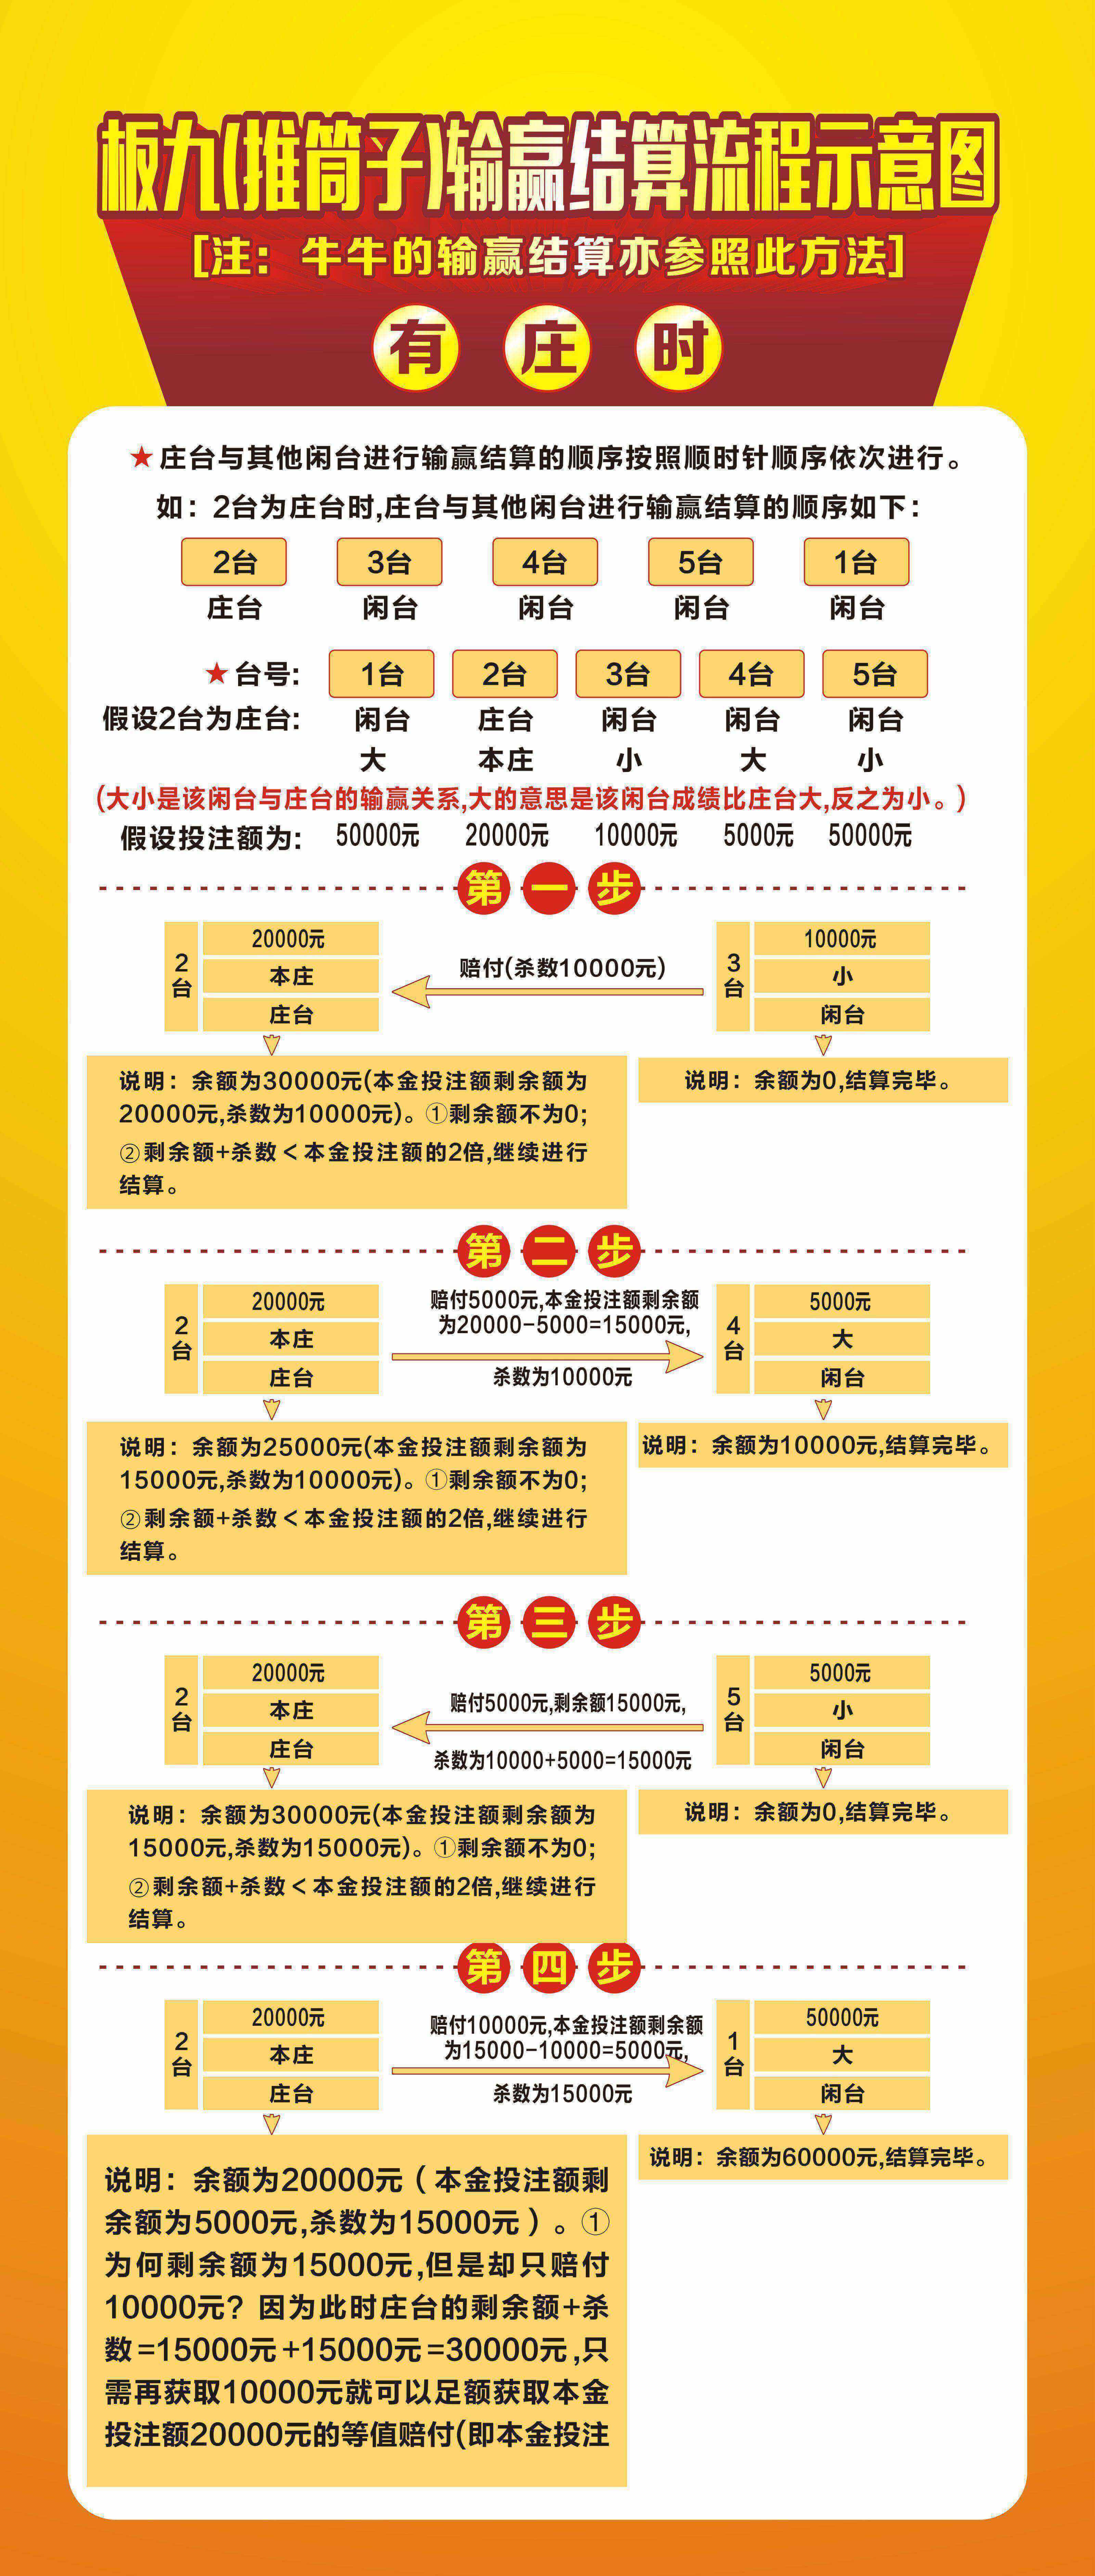 板九(推筒子)输赢结算流程示意图
[注：牛牛的输赢结算亦参照此方法]
有庄时
★庄台与其他闲台进行输赢结算的顺序按照顺时针顺序依次进行。
如：2台为庄台时,庄台与其他闲台进行输赢结算的顺序如下：
2台 3台 4台 5台 1台
庄台 闲台 闲台 闲台 闲台
★台号: 1台 2台 3台 4台 5台
假设2台为庄台: 闲台 庄台 闲台 闲台 闲台
大 本庄 小 大 小
(大小是该闲台与庄台的输赢关系,大的意思是该闲台成绩比庄台大,反之为小。)
假设投注额为: 50000元 20000元 10000元 5000元 50000元
第一步
2台
20000元
本庄
庄台
赔付(杀数10000元)
3台
10000元
小
闲台
说明：余额为30000元(本金投注额剩余额为
20000元,杀数为10000元)。①剩余额不为0;
②剩余额+杀数＜本金投注额的2倍,继续进行
结算。
说明：余额为0,结算完毕。
第二步
2台
20000元
本庄
庄台
赔付5000元,本金投注额剩余额
为20000-5000=15000元,
杀数为10000元
4台
5000元
大
闲台
说明：余额为25000元(本金投注额剩余额为
15000元,杀数为10000元)。①剩余额不为0;
②剩余额+杀数＜本金投注额的2倍,继续进行
结算。
说明：余额为10000元,结算完毕。
第三步
2台
20000元
本庄
庄台
赔付5000元,剩余额15000元,
杀数为10000+5000=15000元
5台
5000元
小
闲台
说明：余额为30000元(本金投注额剩余额为
15000元,杀数为15000元)。①剩余额不为0;
②剩余额+杀数＜本金投注额的2倍,继续进行
结算。
说明：余额为0,结算完毕。
第四步
2台
20000元
本庄
庄台
赔付10000元,本金投注额剩余额
为15000-10000=5000元,
杀数为15000元
1台
50000元
大
闲台
说明：余额为20000元（本金投注额剩
余额为5000元,杀数为15000元）。①
为何剩余额为15000元,但是却只赔付
10000元？因为此时庄台的剩余额+杀
数=15000元+15000元=30000元,只
需再获取10000元就可以足额获取本金
投注额20000元的等值赔付(即本金投注
说明：余额为60000元,结算完毕。